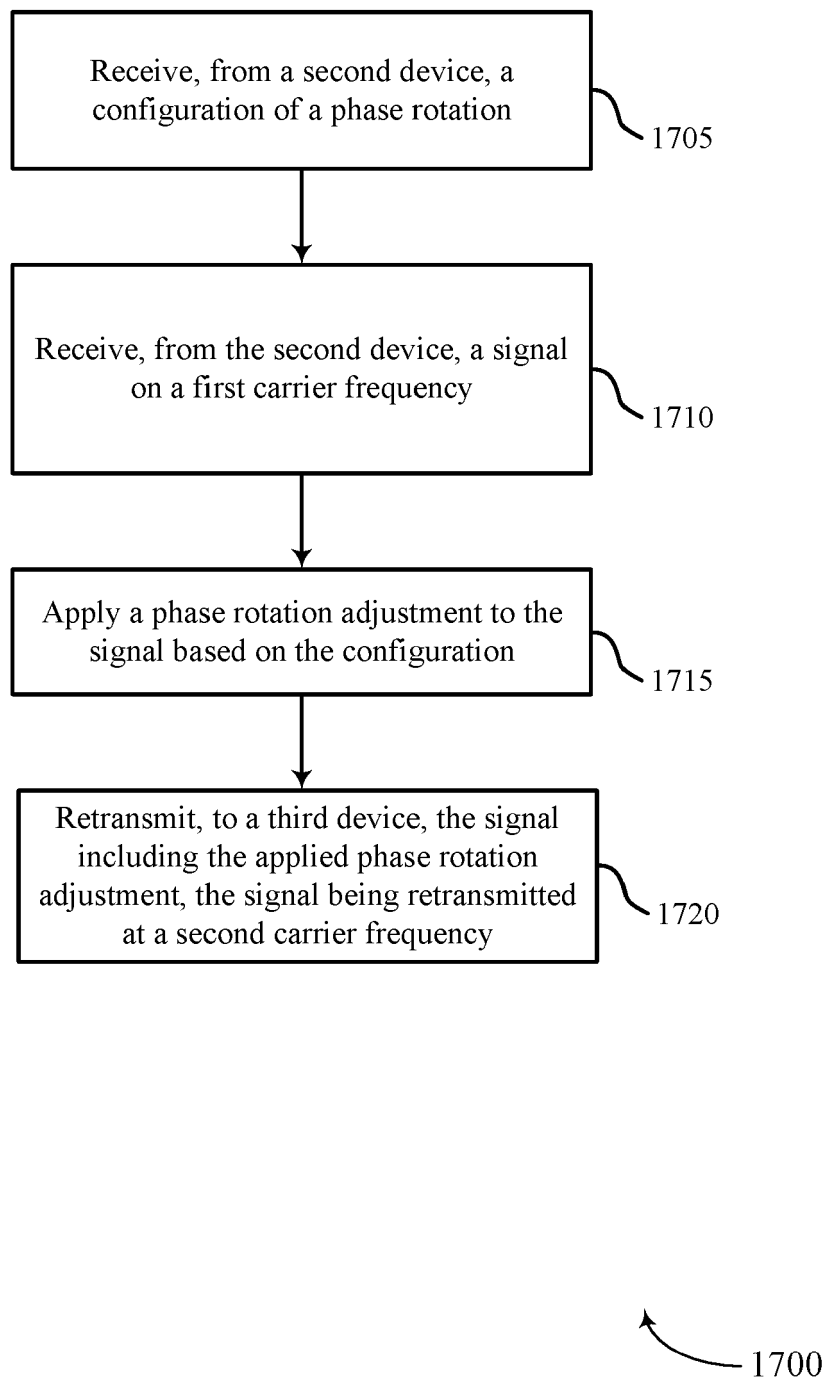 Receive, from a second device, a
configuration of a phase rotation
1705
Receive, from the second device, a signal
on a first carrier frequency
1710
Apply a phase rotation adjustment to the
signal based on the configuration
1715
Retransmit, to a third device, the signal
including the applied phase rotation
adjustment, the signal being retransmitted
at a second carrier frequency
1720
1700